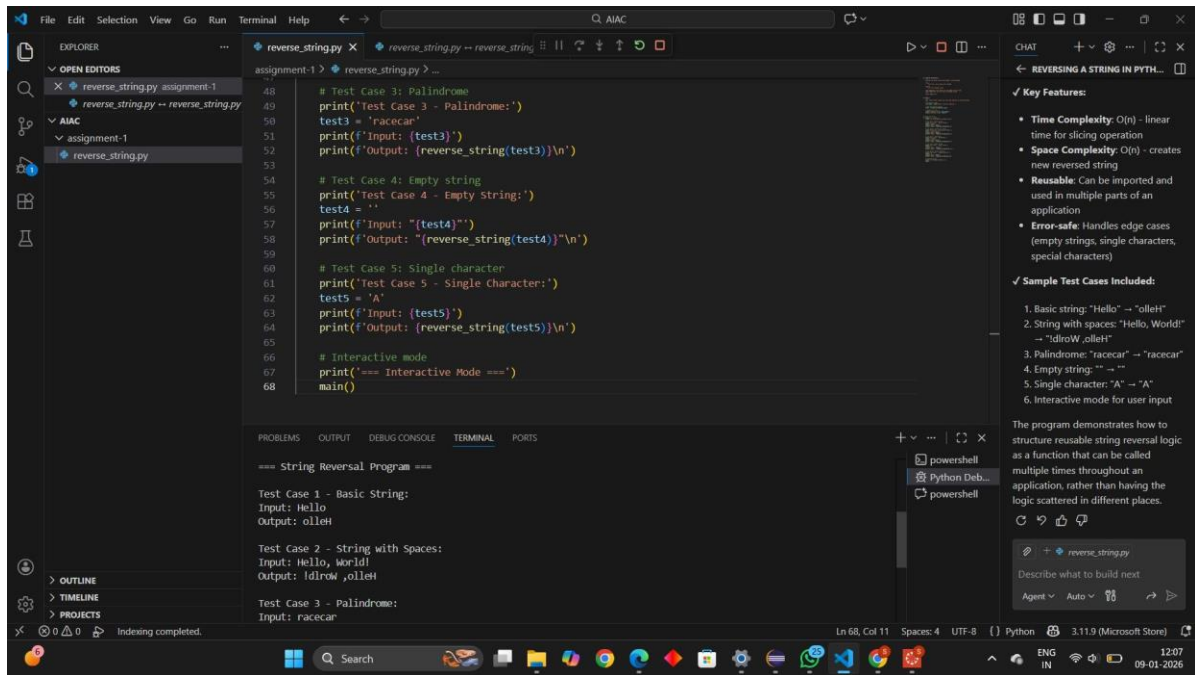 File Edit Selection View Go Run Terminal Help
AIAC
EXPLORER
OPEN EDITORS
reverse_string.py assignment-1
reverse_string.py ↔ reverse_string.py
AIAC
assignment-1
reverse_string.py
OUTLINE
TIMELINE
PROJECTS
reverse_string.py
reverse_string.py ↔ reverse_string
assignment-1 > reverse_string.py > ...
47
48 # Test Case 3: Palindrome
49 print('Test Case 3 - Palindrome:')
50 test3 = 'racecar'
51 print(f'Input: {test3}')
52 print(f'Output: {reverse_string(test3)}\n')
53
54 # Test Case 4: Empty string
55 print('Test Case 4 - Empty String:')
56 test4 = ''
57 print(f'Input: "{test4}"')
58 print(f'Output: "{reverse_string(test4)}"\n')
59
60 # Test Case 5: Single character
61 print('Test Case 5 - Single Character:')
62 test5 = 'A'
63 print(f'Input: {test5}')
64 print(f'Output: {reverse_string(test5)}\n')
65
66 # Interactive mode
67 print('=== Interactive Mode ===')
68 main()
PROBLEMS OUTPUT DEBUG CONSOLE TERMINAL PORTS
=== String Reversal Program ===
Test Case 1 - Basic String:
Input: Hello
Output: olleH
Test Case 2 - String with Spaces:
Input: Hello, World!
Output: !dlroW ,olleH
Test Case 3 - Palindrome:
Input: racecar
powershell
Python Deb...
powershell
CHAT
REVERSING A STRING IN PYTH...
✓ Key Features:
• Time Complexity: O(n) - linear
time for slicing operation
• Space Complexity: O(n) - creates
new reversed string
• Reusable: Can be imported and
used in multiple parts of an
application
• Error-safe: Handles edge cases
(empty strings, single characters,
special characters)
✓ Sample Test Cases Included:
1. Basic string: "Hello" → "olleH"
2. String with spaces: "Hello, World!"
→ "!dlroW ,olleH"
3. Palindrome: "racecar" → "racecar"
4. Empty string: "" → ""
5. Single character: "A" → "A"
6. Interactive mode for user input
The program demonstrates how to
structure reusable string reversal logic
as a function that can be called
multiple times throughout an
application, rather than having the
logic scattered in different places.
reverse_string.py
Describe what to build next
Agent Auto
0 0 0 Indexing completed.
Ln 68, Col 11 Spaces: 4 UTF-8 {} Python 3.11.9 (Microsoft Store)
6
Search
25
ENG
IN
12:07
09-01-2026